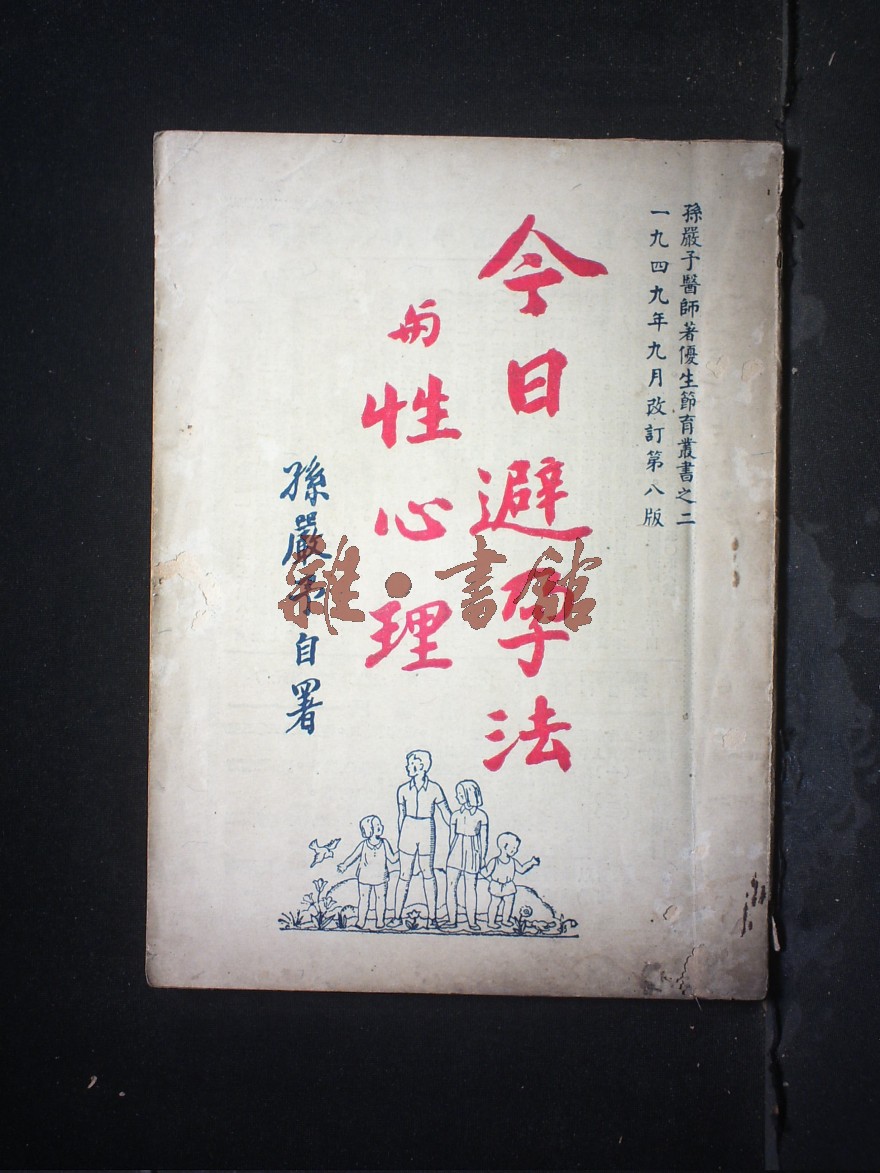 孫嚴予醫師著優生節育叢書之二
一九四九年九月改訂第八版
今日避孕法
與性心理
孫嚴予自署
雜·書館